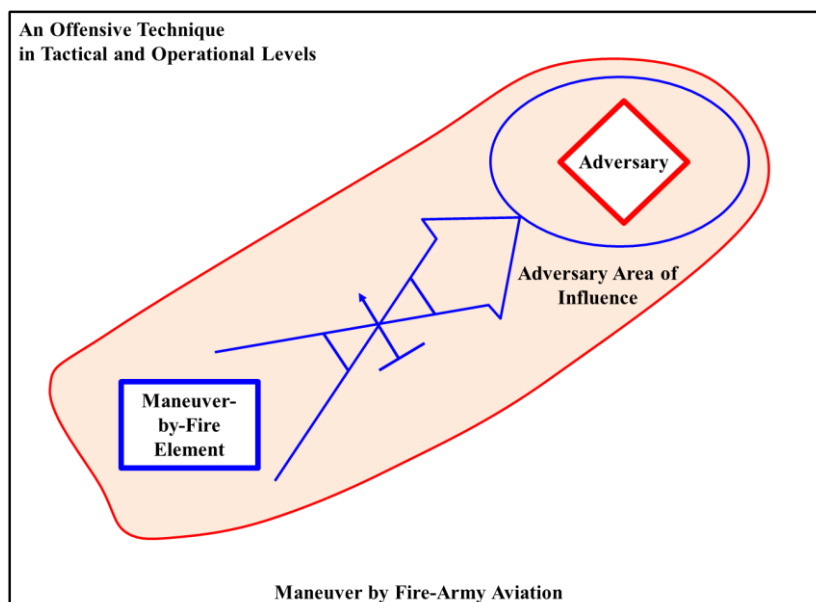 An Offensive Technique
in Tactical and Operational Levels
Adversary
Adversary Area of
Influence
Maneuver-
by-Fire
Element
Maneuver by Fire-Army Aviation